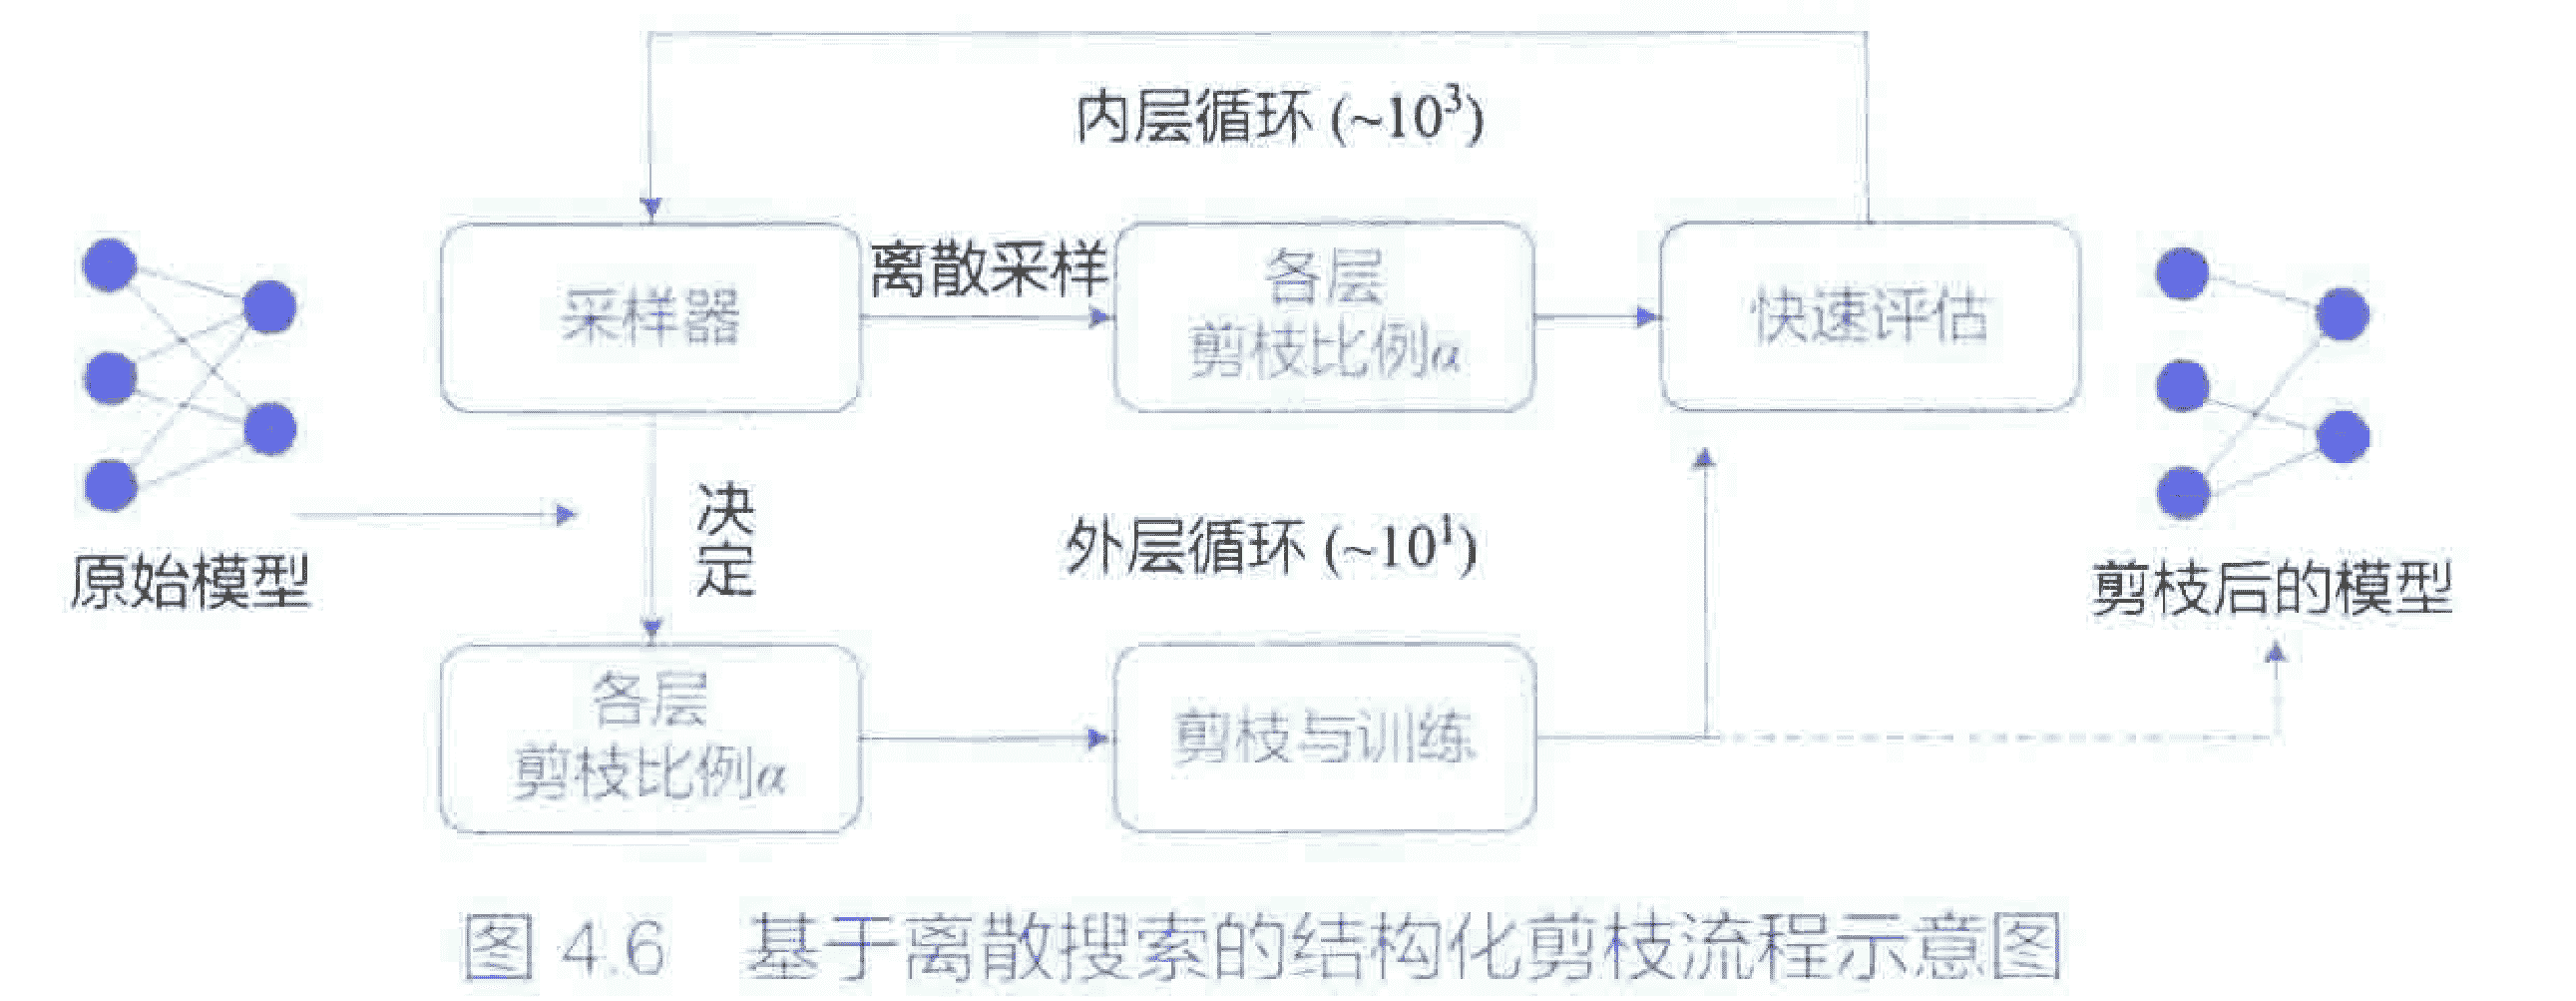 内层循环 (~10³)
采样器
离散采样
各层
剪枝比例α
快速评估
原始模型
决定
外层循环 (~10¹)
剪枝后的模型
各层
剪枝比例α
剪枝与训练
图 4.6 基于离散搜索的结构化剪枝流程示意图